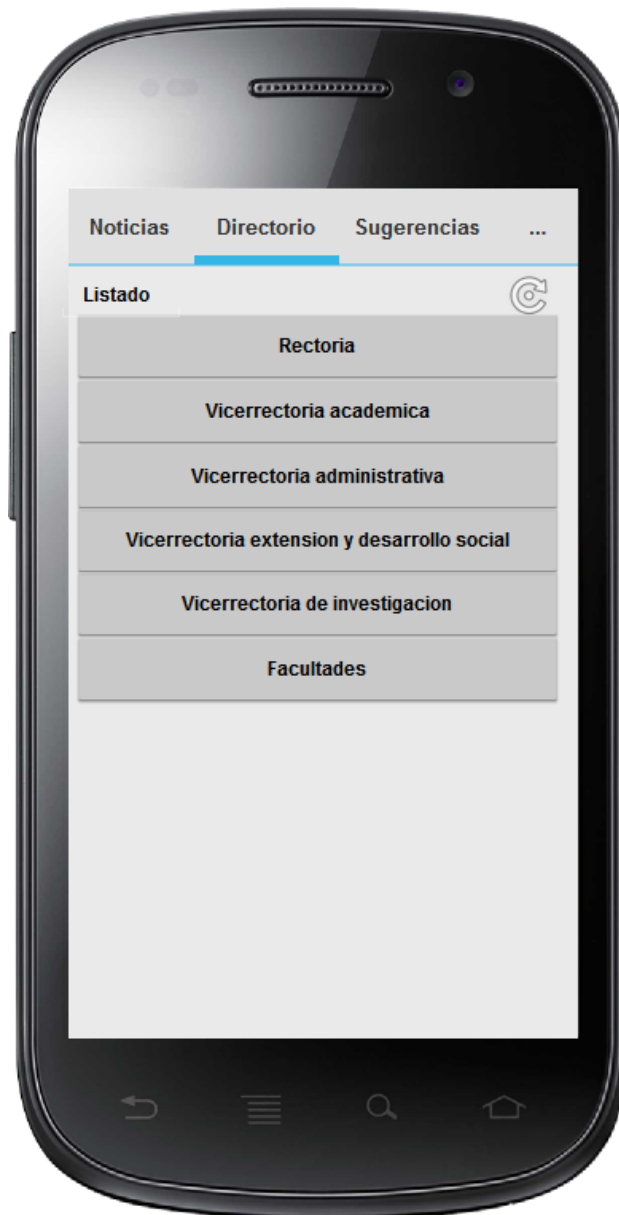 Noticias Directorio Sugerencias ...
Listado
Rectoria
Vicerrectoria academica
Vicerrectoria administrativa
Vicerrectoria extension y desarrollo social
Vicerrectoria de investigacion
Facultades